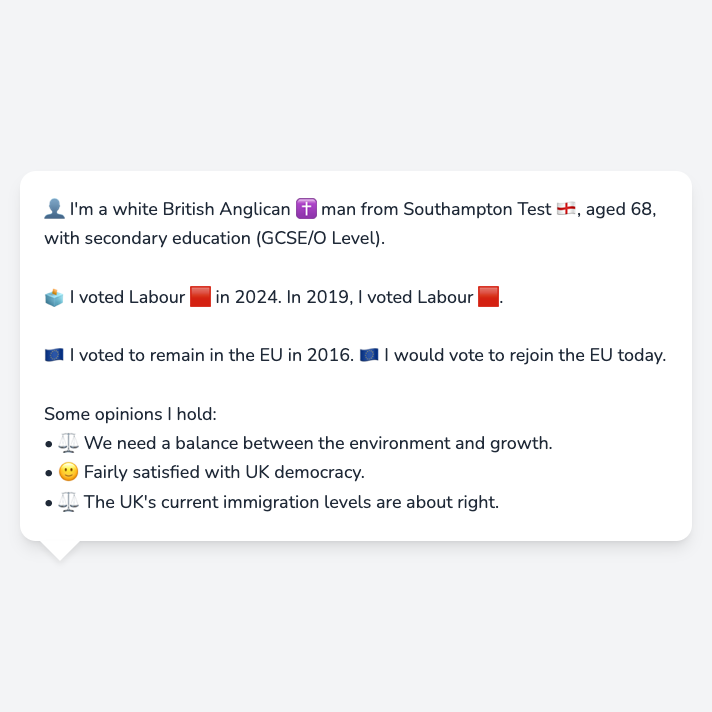 👤 I'm a white British Anglican ✝️ man from Southampton Test 🏴󠁧󠁢󠁥󠁮󠁧󠁿, aged 68,
with secondary education (GCSE/O Level).
🗳️ I voted Labour 🟥 in 2024. In 2019, I voted Labour 🟥.
🇪🇺 I voted to remain in the EU in 2016. 🇪🇺 I would vote to rejoin the EU today.
Some opinions I hold:
• ⚖️ We need a balance between the environment and growth.
• 🙂 Fairly satisfied with UK democracy.
• ⚖️ The UK's current immigration levels are about right.